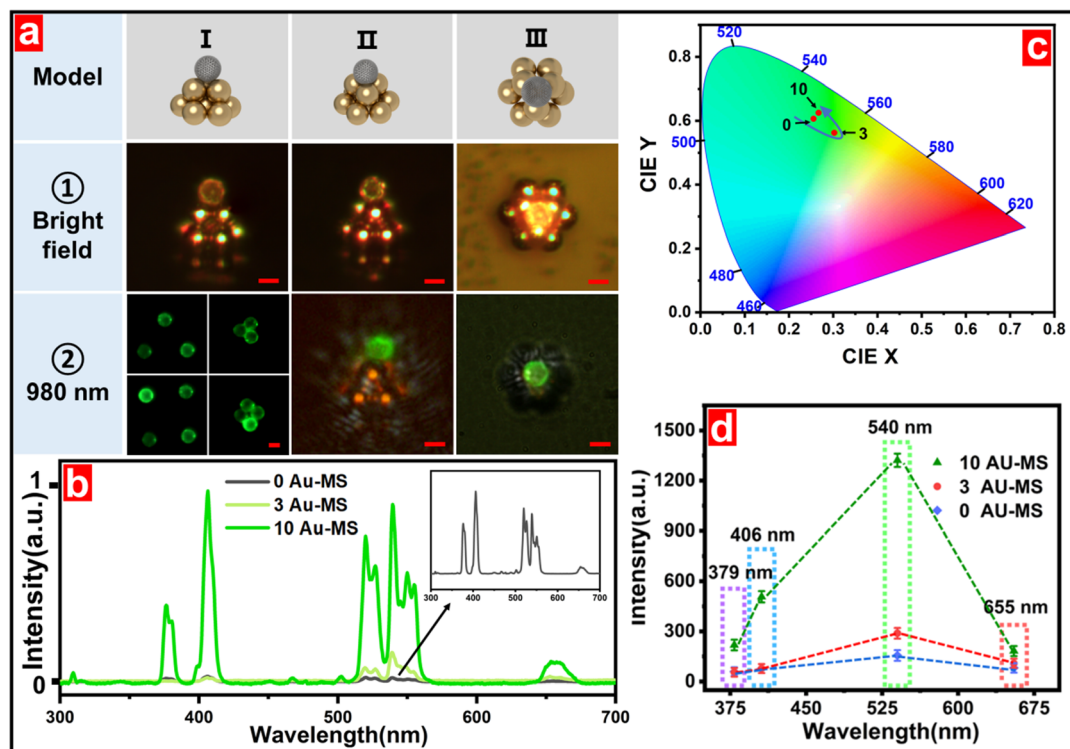 a
I
II
III
Model
①
Bright
field
②
980 nm
b
1
0
Intensity(a.u.)
0 Au-MS
3 Au-MS
10 Au-MS
300
400
500
600
700
300
400
500
600
700
Wavelength(nm)
c
0.8
0.6
0.4
0.2
0.0
CIE Y
520
540
560
580
600
620
500
480
460
10
0
3
0.0
0.1
0.2
0.3
0.4
0.5
0.6
0.7
CIE X
d
1500
1200
900
600
300
0
Intensity(a.u.)
540 nm
406 nm
379 nm
655 nm
10 AU-MS
3 AU-MS
0 AU-MS
375
450
525
600
675
Wavelength(nm)